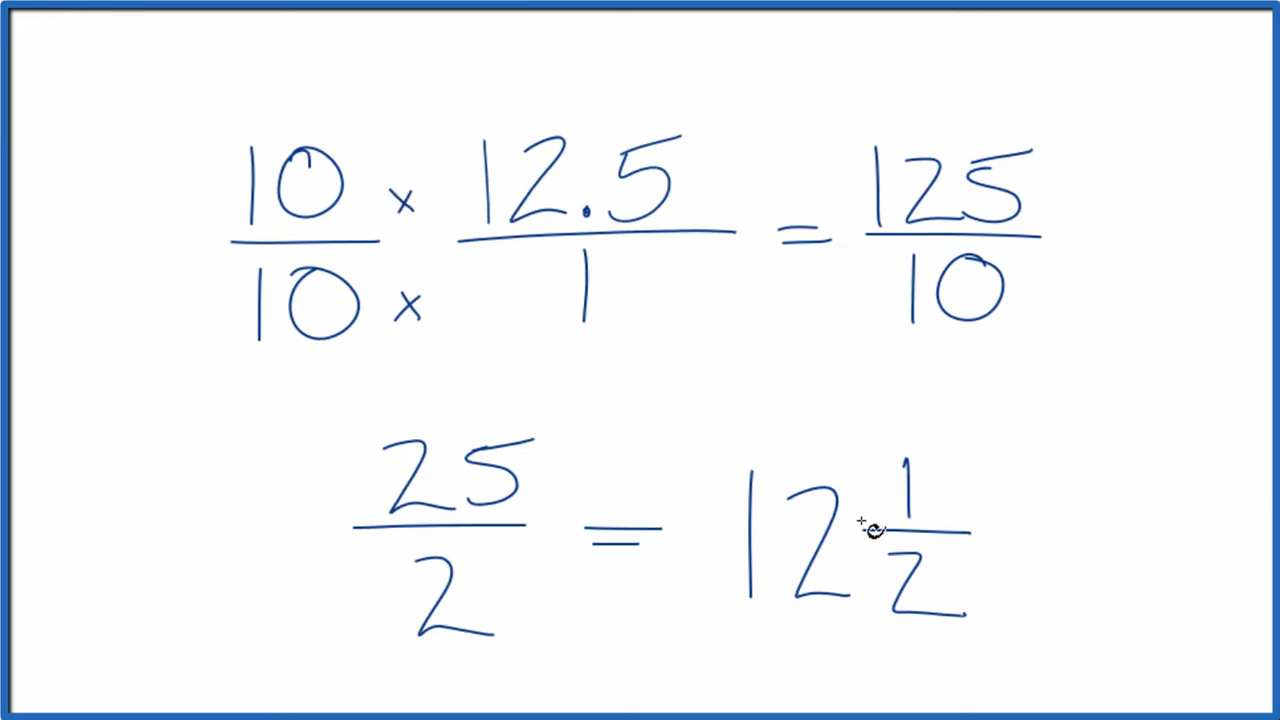 10/10 × × 12.5/1 = 125/10
25/2 = 12 1/2